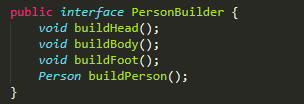 public interface PersonBuilder {
    void buildHead();
    void buildBody();
    void buildFoot();
    Person buildPerson();
}